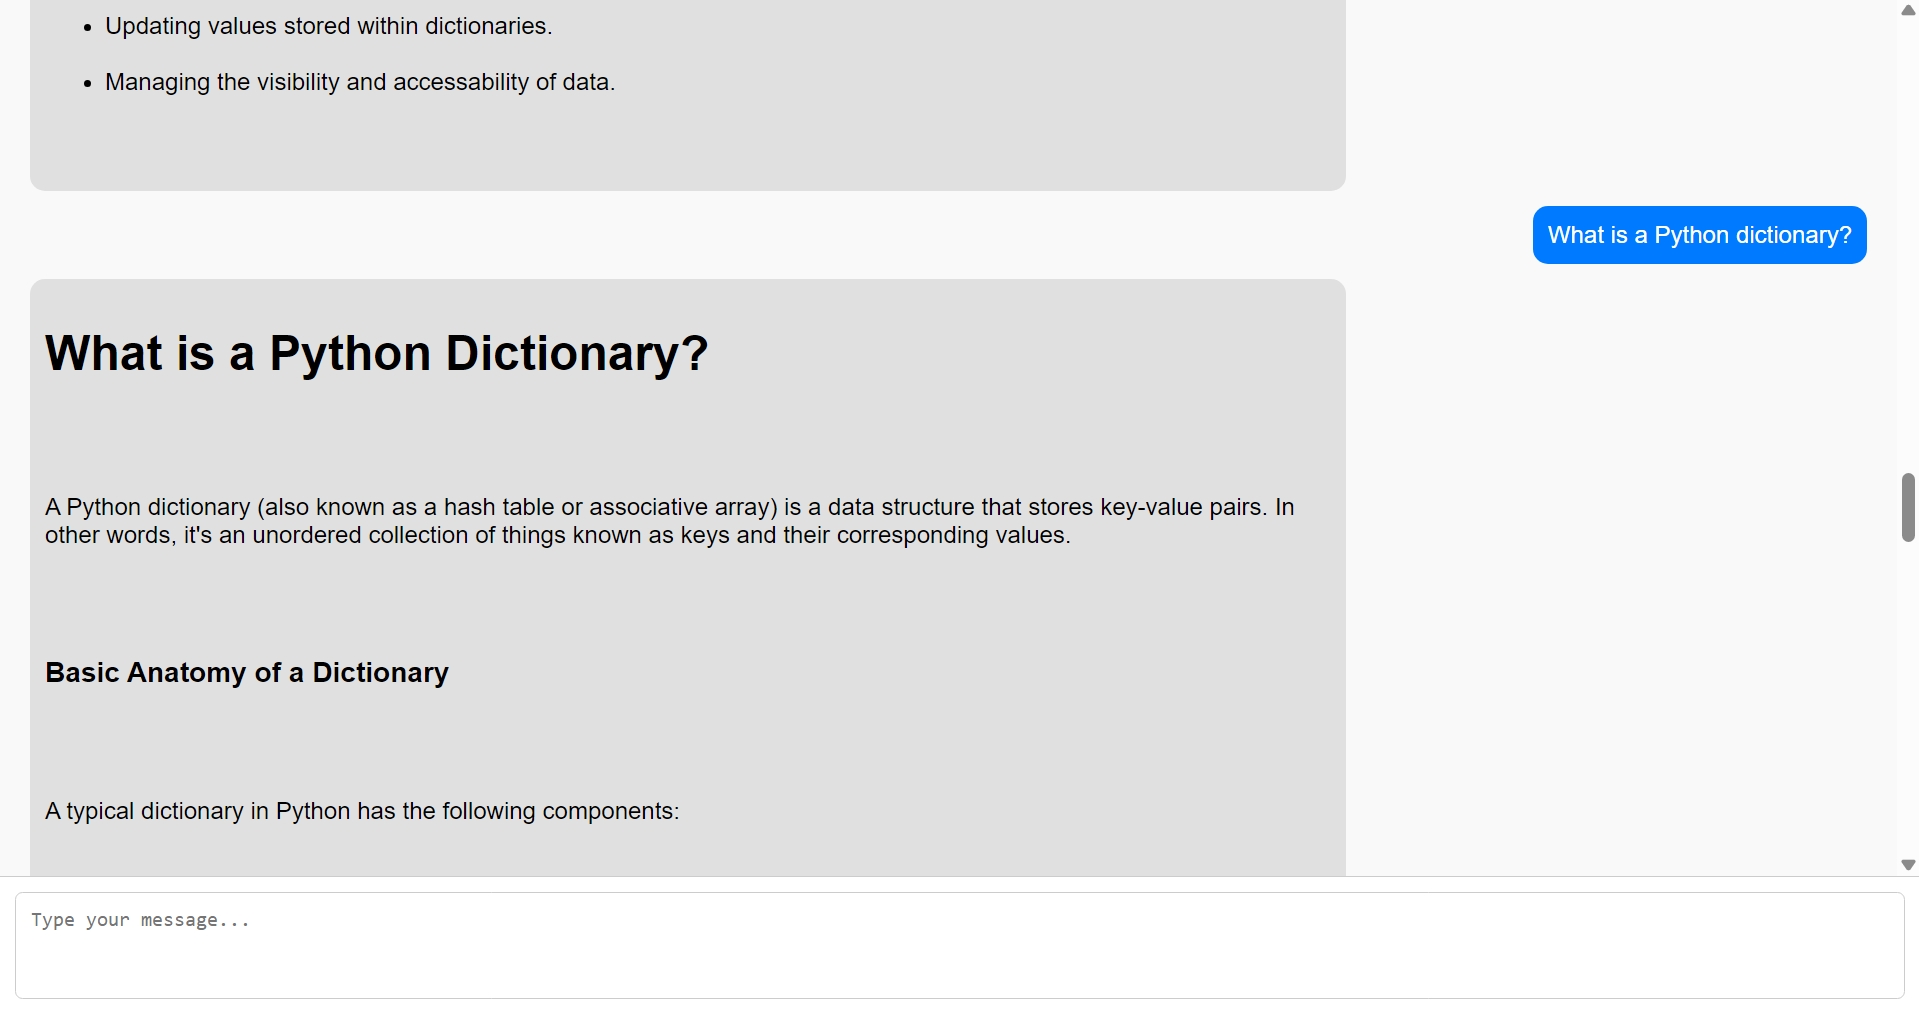 Updating values stored within dictionaries.
Managing the visibility and accessability of data.
What is a Python dictionary?
What is a Python Dictionary?
A Python dictionary (also known as a hash table or associative array) is a data structure that stores key-value pairs. In
other words, it's an unordered collection of things known as keys and their corresponding values.
Basic Anatomy of a Dictionary
A typical dictionary in Python has the following components:
Type your message...